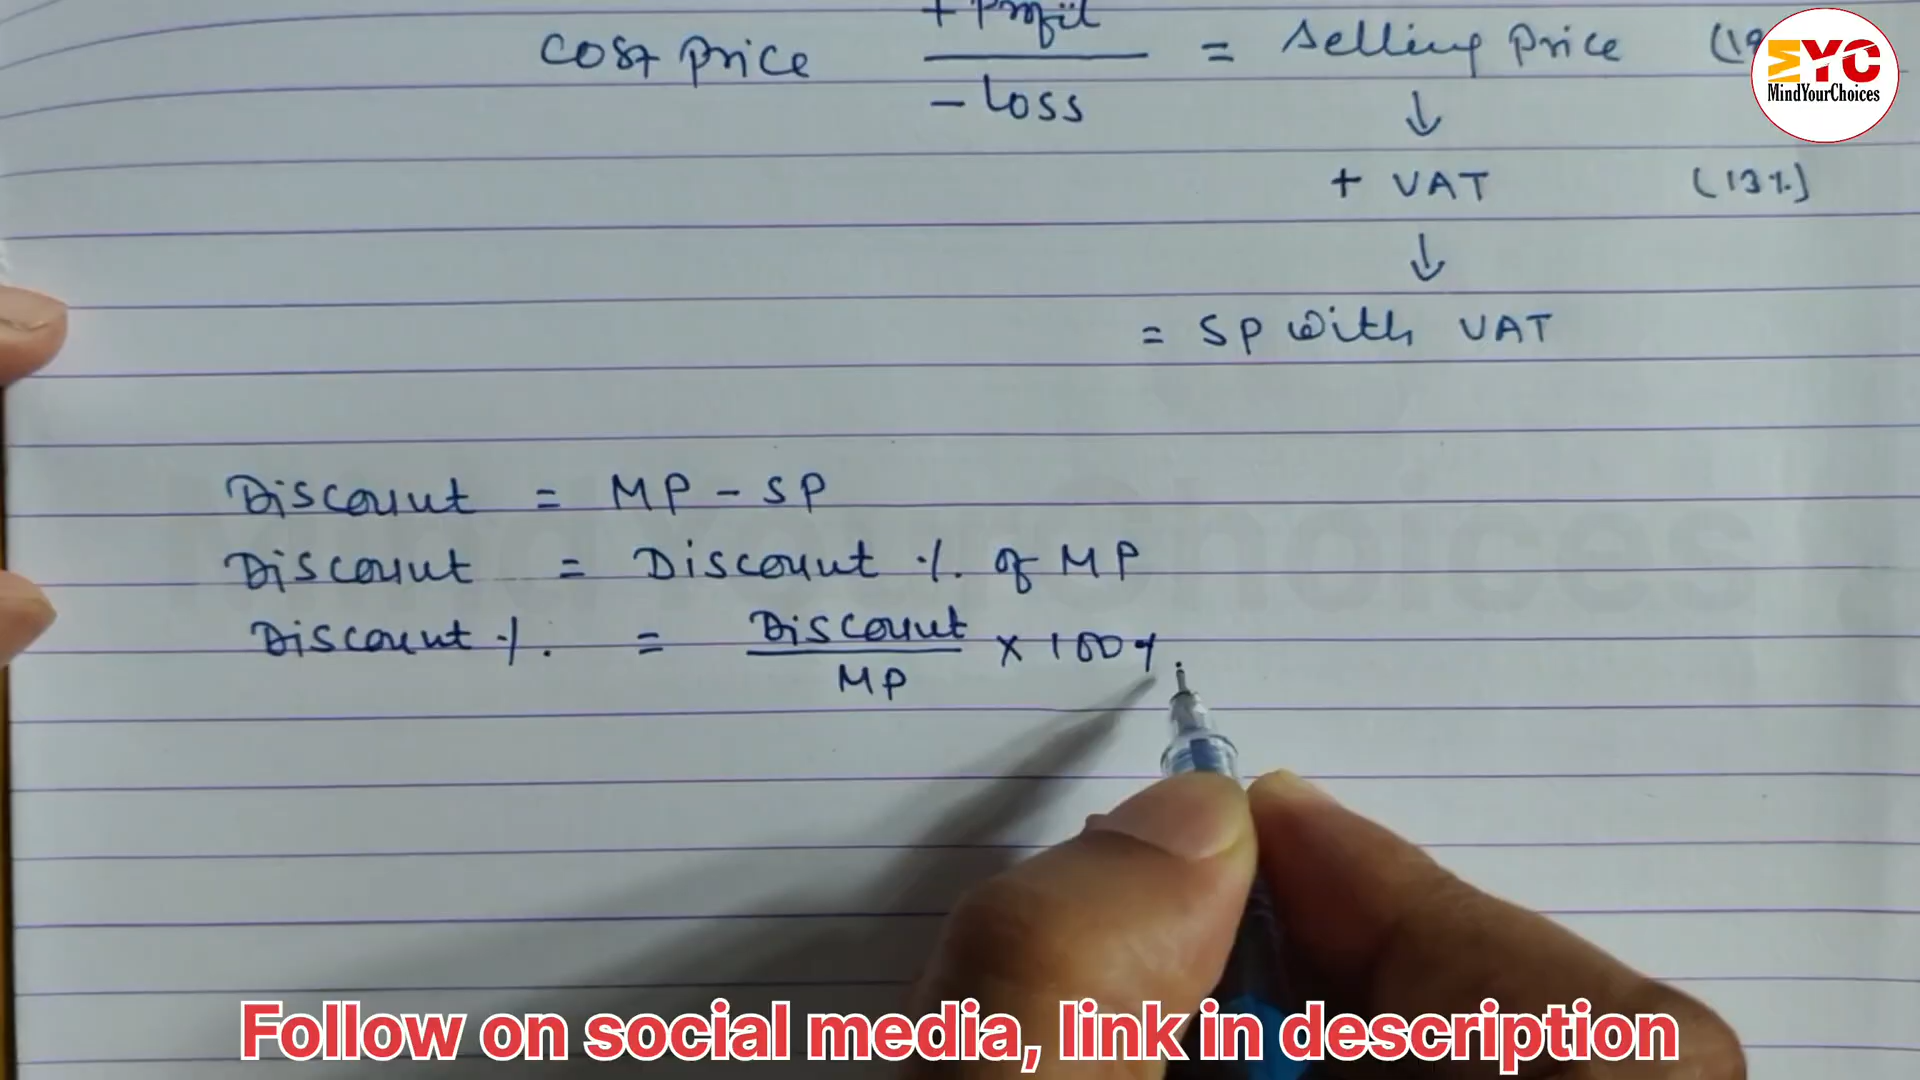 + Profit
Cost price = Selling price
MYC
MindYourChoices
- Loss
↓
+ VAT (13%)
↓
= SP with VAT
Discount = MP - SP
Discount = Discount % of MP
Discount % = Discount / MP × 100%
Follow on social media, link in description